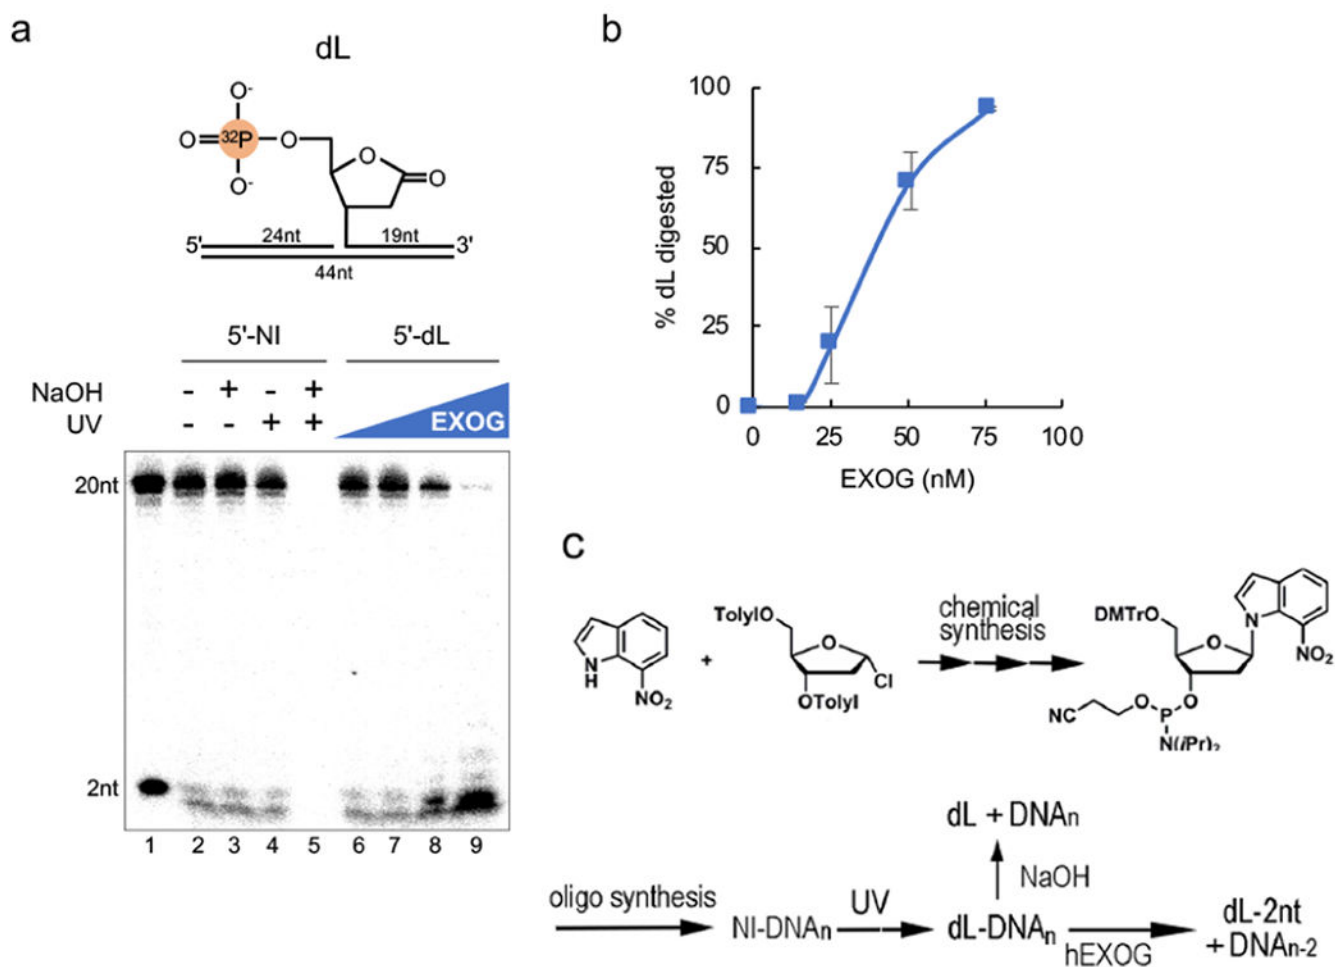 a
dL
O-
O=32P-O
O-
O
O
5' 24nt 19nt 3'
44nt
5'-NI 5'-dL
NaOH - + - +
UV - - + + EXOG
20nt
2nt
1 2 3 4 5 6 7 8 9
b
% dL digested
100
75
50
25
0
0 25 50 75 100
EXOG (nM)
c
N
H
NO2
+
TolylO
O
Cl
OTolyl
chemical
synthesis
DMTrO
O
N
NO2
NC
O
P
O
N(iPr)2
dL + DNAn
NaOH
oligo synthesis
NI-DNAn
UV
dL-DNAn
hEXOG
dL-2nt
+ DNAn-2